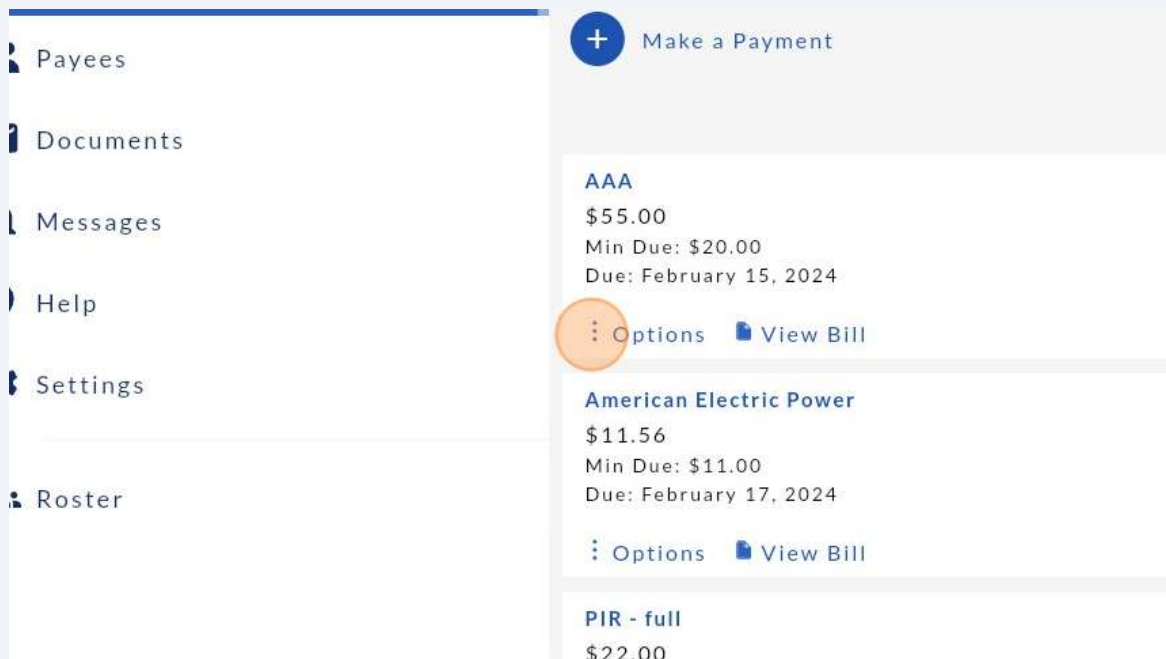 Payees
Documents
Messages
Help
Settings
Roster
Make a Payment
AAA
$55.00
Min Due: $20.00
Due: February 15, 2024
Options View Bill
American Electric Power
$11.56
Min Due: $11.00
Due: February 17, 2024
Options View Bill
PIR - full
$22.00